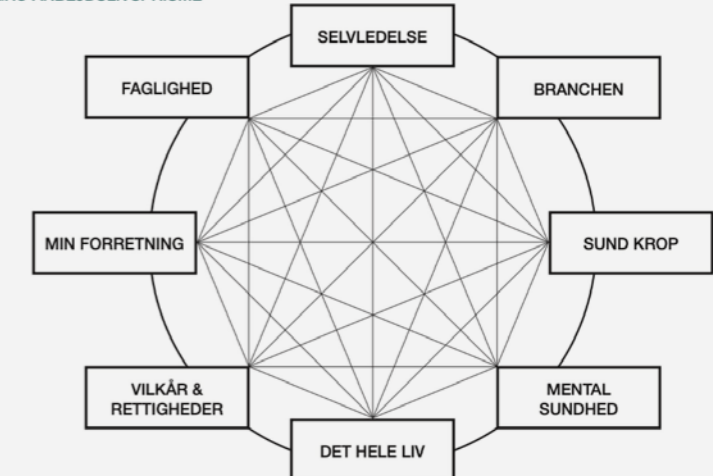 SELVLEDELSE
FAGLIGHED
BRANCHEN
MIN FORRETNING
SUND KROP
VILKÅR &
RETTIGHEDER
MENTAL
SUNDHED
DET HELE LIV